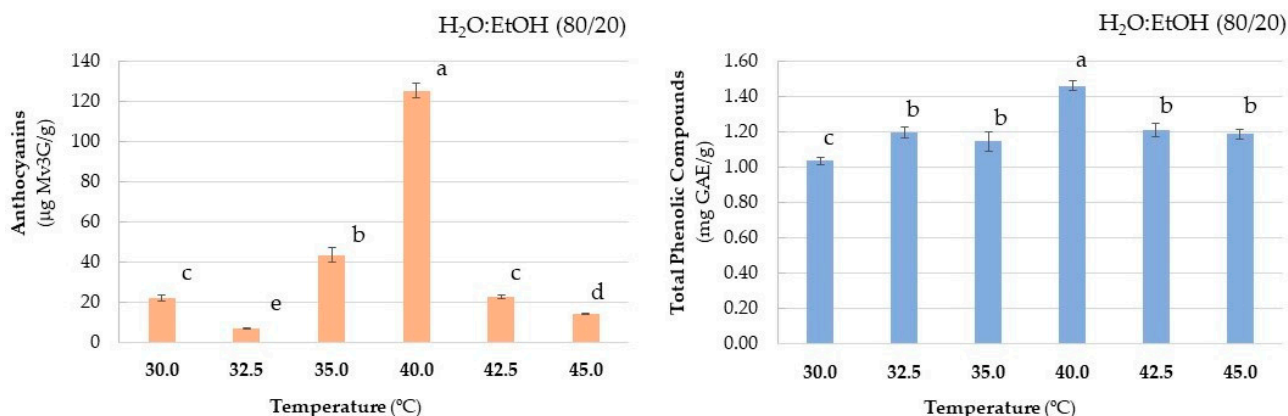 H₂O:EtOH (80/20)
Anthocyanins
(µg Mv3G/g)
140
120
100
80
60
40
20
0
c
e
b
a
c
d
30.0 32.5 35.0 40.0 42.5 45.0
Temperature (°C)
H₂O:EtOH (80/20)
Total Phenolic Compounds
(mg GAE/g)
1.60
1.40
1.20
1.00
0.80
0.60
0.40
0.20
0.00
c
b
b
a
b
b
30.0 32.5 35.0 40.0 42.5 45.0
Temperature (°C)